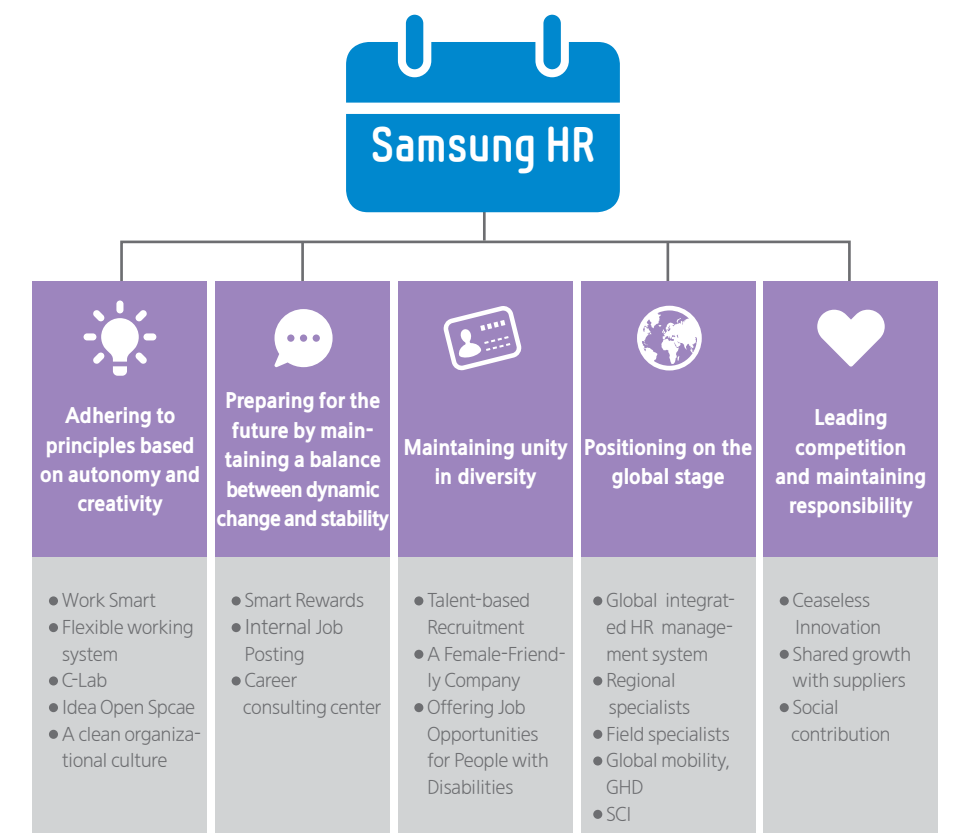 Samsung HR
Adhering to
principles based
on autonomy and
creativity
Preparing for the
future by main-
taining a balance
between dynamic
change and stability
Maintaining unity
in diversity
Positioning on the
global stage
Leading
competition
and maintaining
responsibility
● Work Smart
● Flexible working
system
● C-Lab
● Idea Open Spcae
● A clean organiza-
tional culture
● Smart Rewards
● Internal Job
Posting
● Career
consulting center
● Talent-based
Recruitment
● A Female-Friend-
ly Company
● Offering Job
Opportunities
for People with
Disabilities
● Global integrat-
ed HR manage-
ment system
● Regional
specialists
● Field specialists
● Global mobility,
GHD
● SCI
● Ceaseless
Innovation
● Shared growth
with suppliers
● Social
contribution